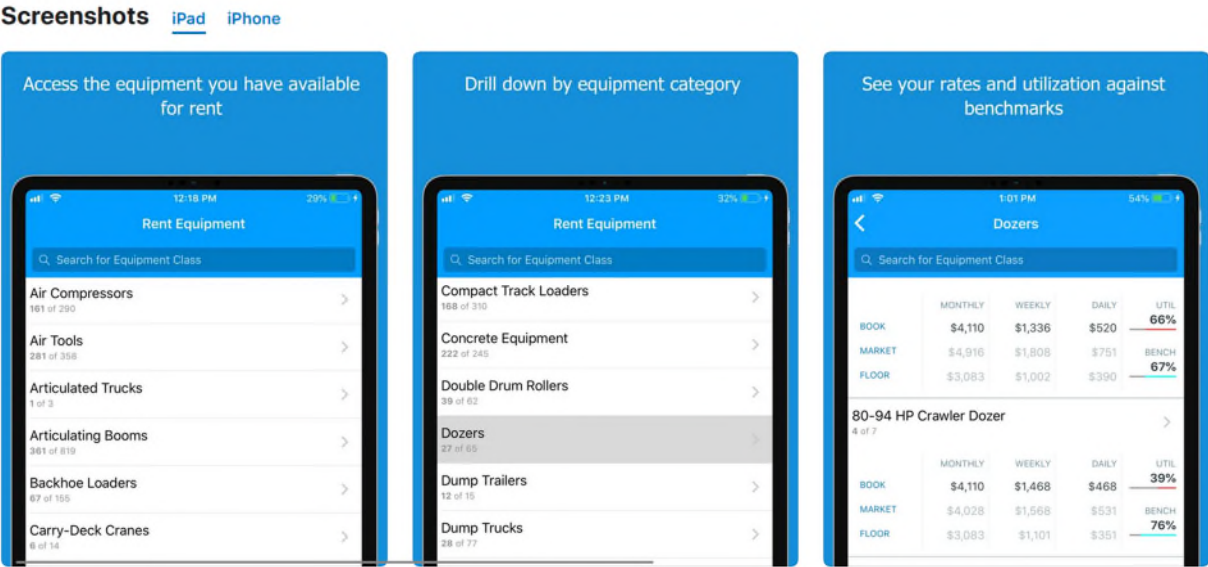 Screenshots iPad iPhone
Access the equipment you have available
for rent
12:18 PM 29%
Rent Equipment
Search for Equipment Class
Air Compressors
161 of 290
Air Tools
281 of 358
Articulated Trucks
1 of 3
Articulating Booms
361 of 819
Backhoe Loaders
67 of 155
Carry-Deck Cranes
6 of 14
Drill down by equipment category
12:23 PM 32%
Rent Equipment
Search for Equipment Class
Compact Track Loaders
168 of 310
Concrete Equipment
222 of 245
Double Drum Rollers
39 of 62
Dozers
27 of 65
Dump Trailers
12 of 15
Dump Trucks
28 of 77
See your rates and utilization against
benchmarks
1:01 PM 54%
Dozers
Search for Equipment Class
MONTHLY WEEKLY DAILY UTIL
66%
BOOK $4,110 $1,336 $520
MARKET $4,916 $1,808 $751 BENCH
67%
FLOOR $3,083 $1,002 $390
80-94 HP Crawler Dozer
4 of 7
MONTHLY WEEKLY DAILY UTIL
39%
BOOK $4,110 $1,468 $468
MARKET $4,028 $1,568 $531 BENCH
76%
FLOOR $3,083 $1,101 $351